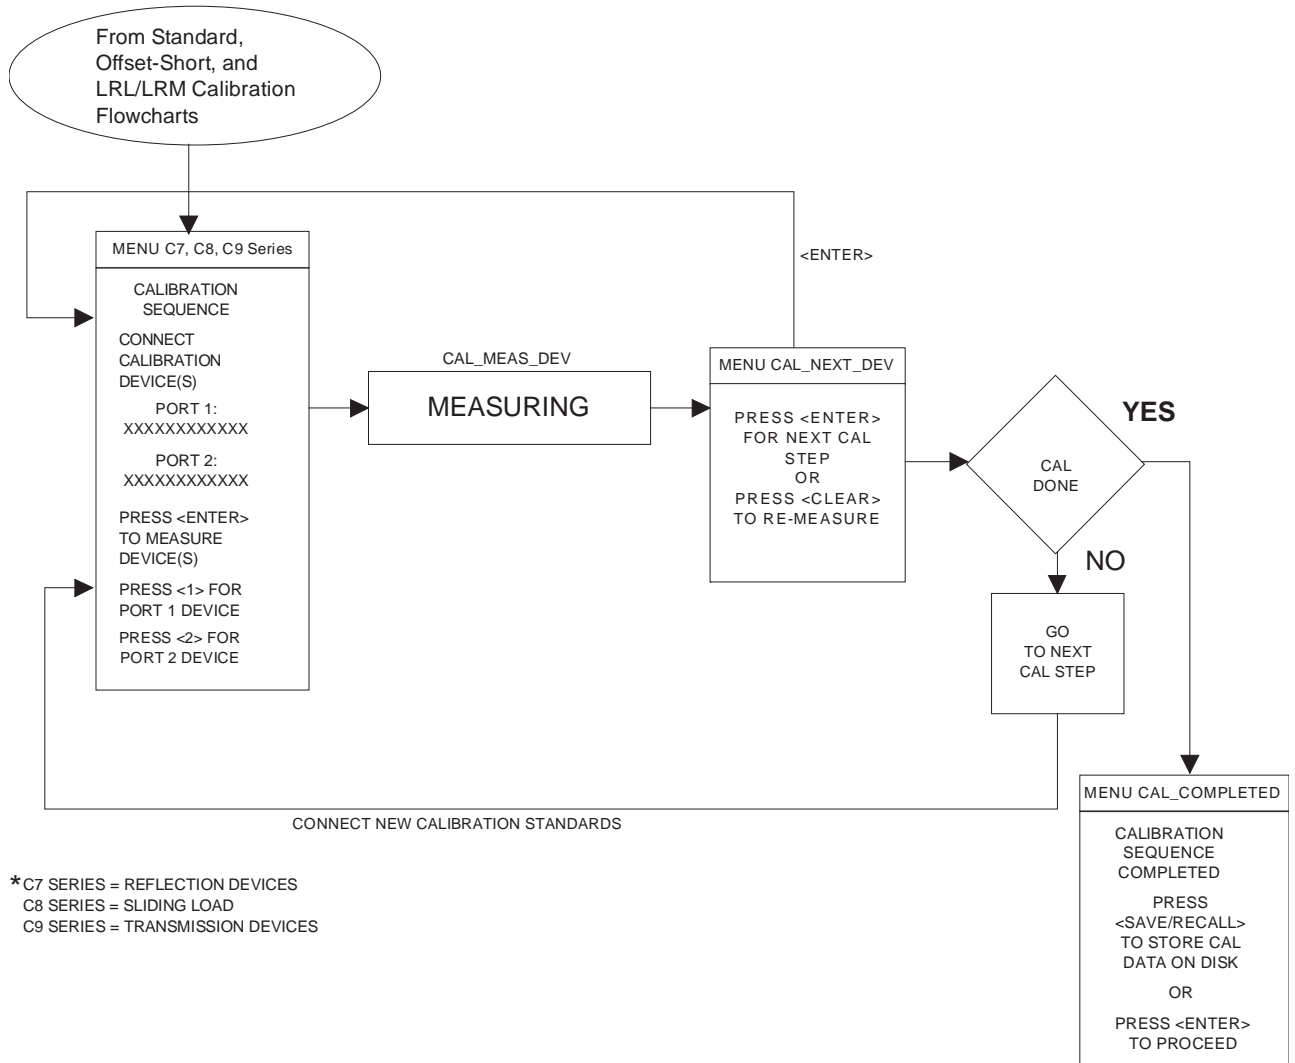 From Standard,
Offset-Short, and
LRL/LRM Calibration
Flowcharts
MENU C7, C8, C9 Series
CALIBRATION
SEQUENCE
CONNECT
CALIBRATION
DEVICE(S)
PORT 1:
XXXXXXXXXXXX
PORT 2:
XXXXXXXXXXXX
PRESS <ENTER>
TO MEASURE
DEVICE(S)
PRESS <1> FOR
PORT 1 DEVICE
PRESS <2> FOR
PORT 2 DEVICE
CAL_MEAS_DEV
MEASURING
<ENTER>
MENU CAL_NEXT_DEV
PRESS <ENTER>
FOR NEXT CAL
STEP
OR
PRESS <CLEAR>
TO RE-MEASURE
CAL
DONE
YES
NO
GO
TO NEXT
CAL STEP
CONNECT NEW CALIBRATION STANDARDS
MENU CAL_COMPLETED
CALIBRATION
SEQUENCE
COMPLETED
PRESS
<SAVE/RECALL>
TO STORE CAL
DATA ON DISK
OR
PRESS <ENTER>
TO PROCEED
*C7 SERIES = REFLECTION DEVICES
C8 SERIES = SLIDING LOAD
C9 SERIES = TRANSMISSION DEVICES